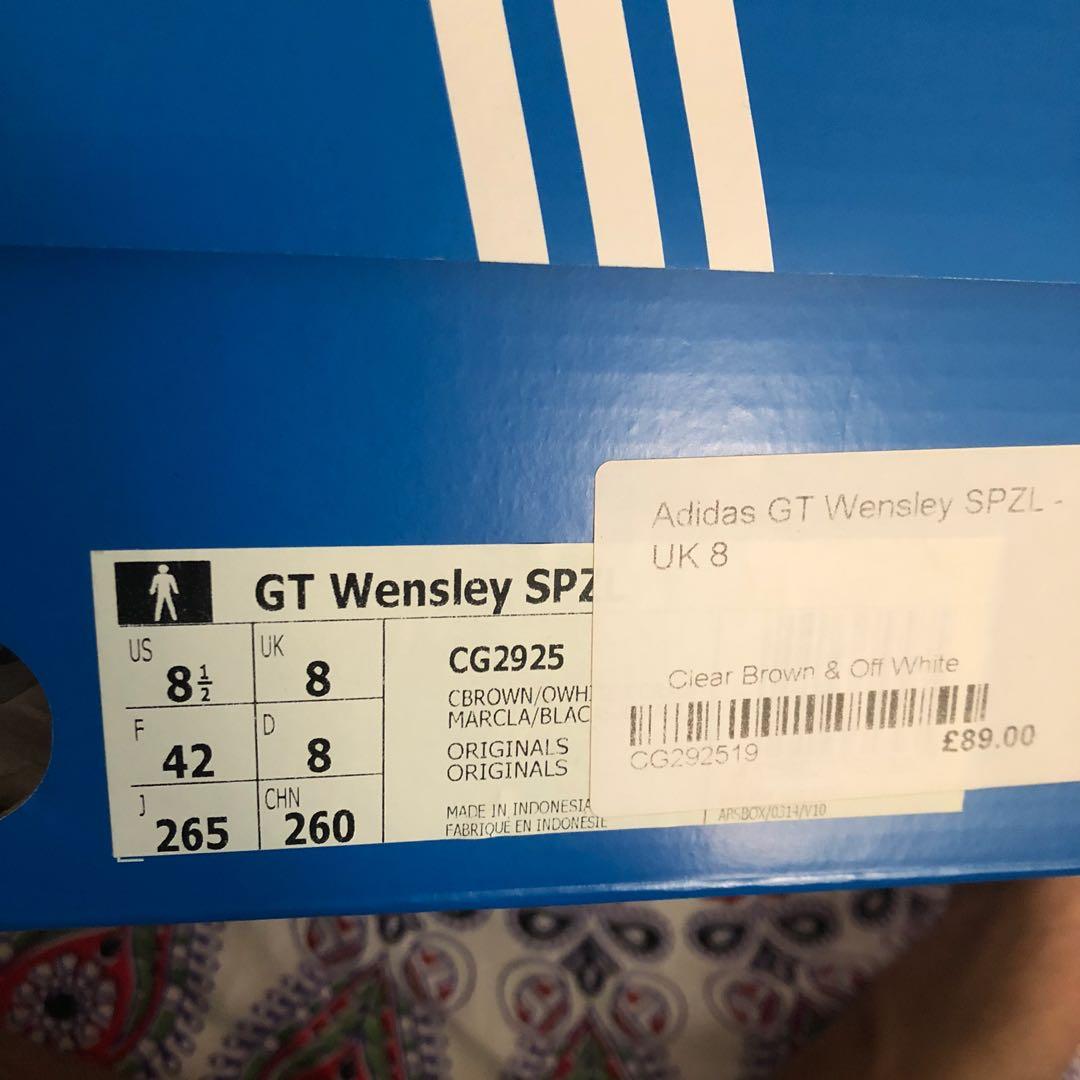 GT Wensley SPZL
US 8½
UK 8
F 42
D 8
J 265
CHN 260
CG2925
CBROWN/OWHI
MARCLA/BLAC
ORIGINALS
ORIGINALS
MADE IN INDONESIA
FABRIQUÉ EN INDONESIE
ARSBOX/0314/V10
Adidas GT Wensley SPZL -
UK 8
Clear Brown & Off White
CG292519
£89.00